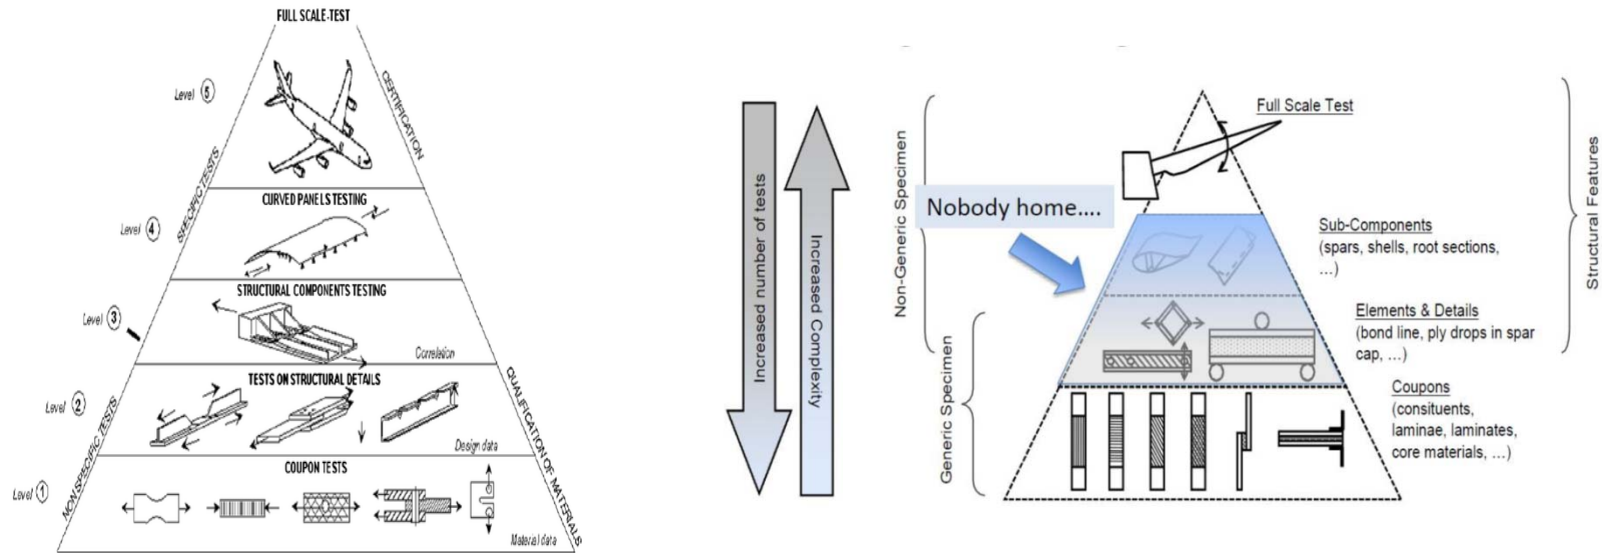 FULL SCALE-TEST
Level 5
CERTIFICATION
SPECIFIC TESTS
CURVED PANELS TESTING
Level 4
STRUCTURAL COMPONENTS TESTING
Level 3
Correlation
TESTS ON STRUCTURAL DETAILS
Level 2
Design data
QUALIFICATION OF MATERIALS
NON SPECIFIC TESTS
COUPON TESTS
Level 1
Material data
Increased number of tests
Increased Complexity
Non-Generic Specimen
Generic Specimen
Nobody home....
Full Scale Test
Sub-Components
(spars, shells, root sections,
...)
Elements & Details
(bond line, ply drops in spar
cap, ...)
Coupons
(consituents,
laminae, laminates,
core materials, ...)
Structural Features